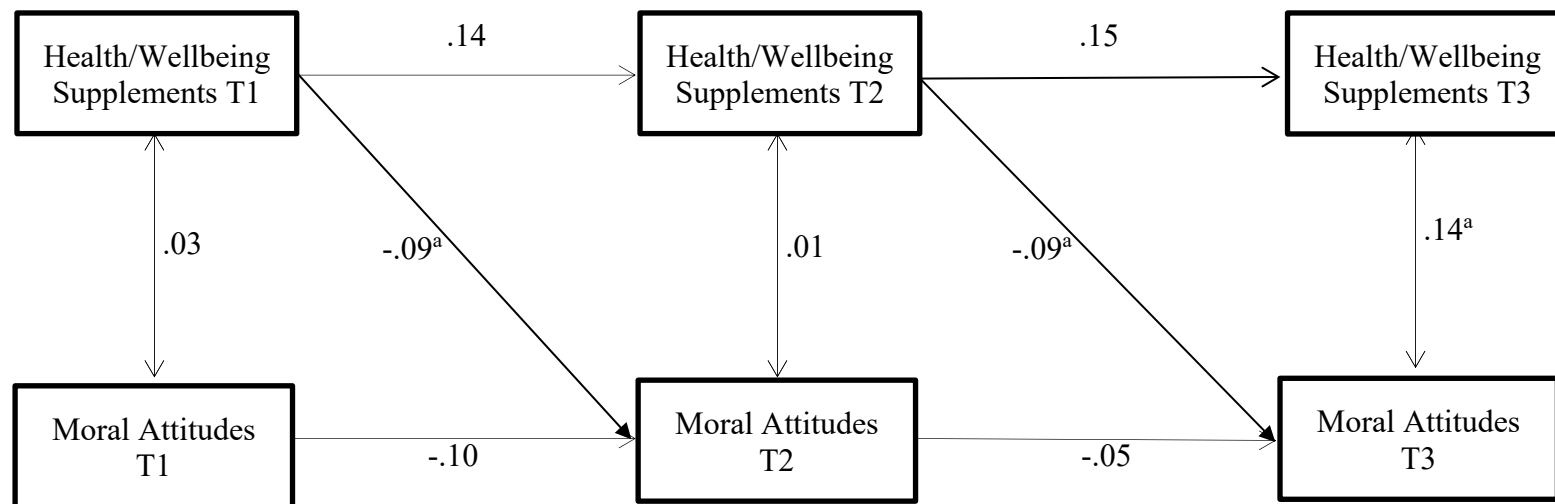 Health/Wellbeing
Supplements T1
.14
Health/Wellbeing
Supplements T2
.15
Health/Wellbeing
Supplements T3
.03
-.09ᵃ
.01
-.09ᵃ
.14ᵃ
Moral Attitudes
T1
-.10
Moral Attitudes
T2
-.05
Moral Attitudes
T3